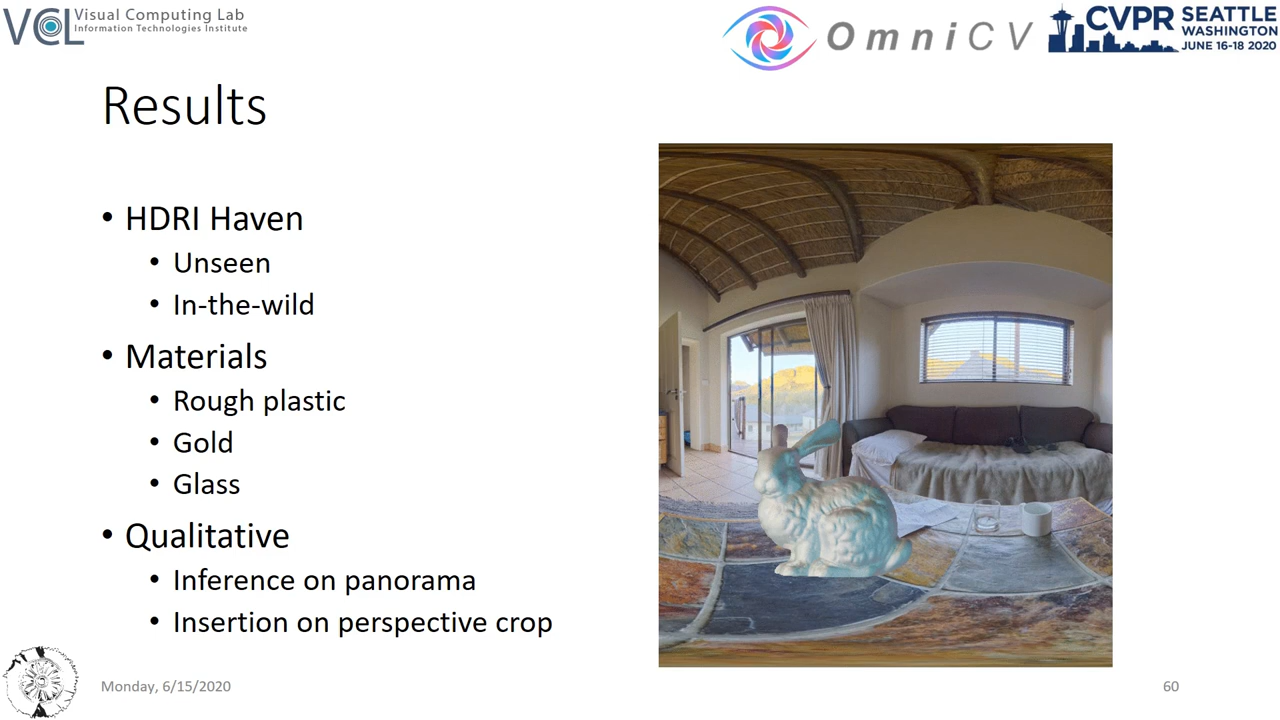 VCL Visual Computing Lab
Information Technologies Institute
OmniCV
CVPR SEATTLE
WASHINGTON
JUNE 16-18 2020
Results
• HDRI Haven
• Unseen
• In-the-wild
• Materials
• Rough plastic
• Gold
• Glass
• Qualitative
• Inference on panorama
• Insertion on perspective crop
Monday, 6/15/2020
60